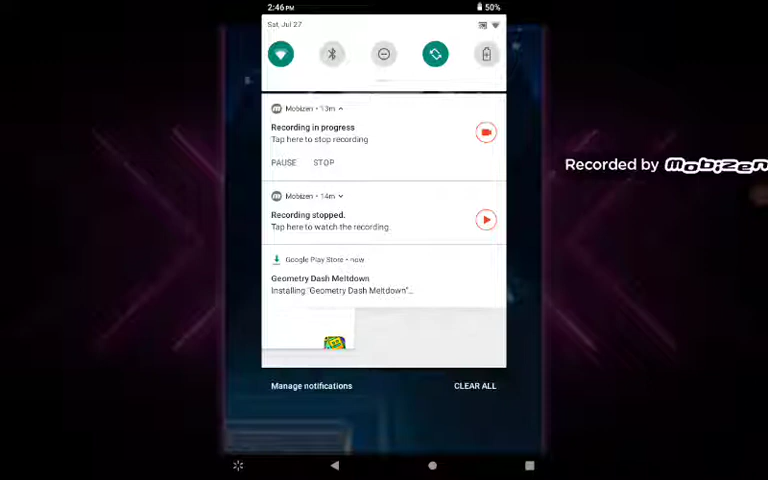 2:46 PM
50%
Sat, Jul 27
Mobizen • 13m
Recording in progress
Tap here to stop recording
PAUSE STOP
Mobizen • 14m
Recording stopped.
Tap here to watch the recording.
Google Play Store • now
Geometry Dash Meltdown
Installing "Geometry Dash Meltdown"...
Manage notifications
CLEAR ALL
Recorded by mobizen